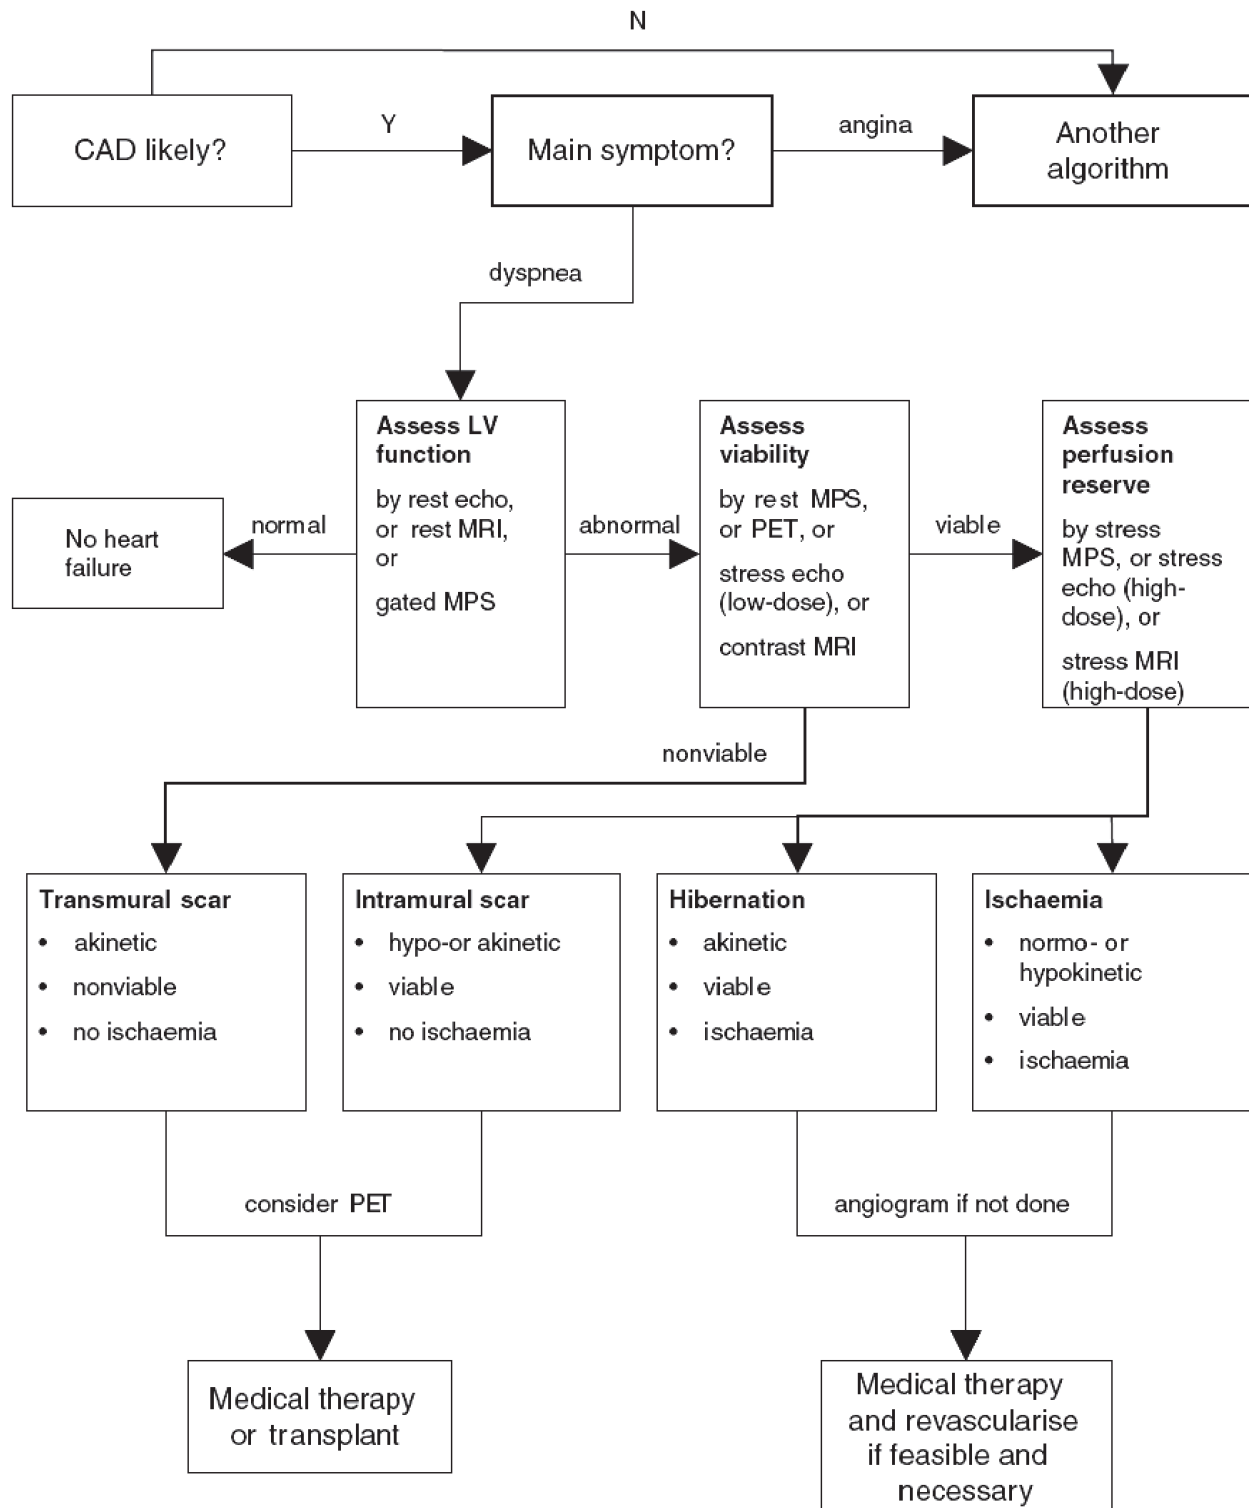 N
CAD likely?
Y
Main symptom?
angina
Another
algorithm
dyspnea
Assess LV
function
by rest echo,
or rest MRI,
or
gated MPS
normal
No heart
failure
abnormal
Assess
viability
by rest MPS,
or PET, or
stress echo
(low-dose), or
contrast MRI
viable
Assess
perfusion
reserve
by stress
MPS, or stress
echo (high-
dose), or
stress MRI
(high-dose)
nonviable
Transmural scar
• akinetic
• nonviable
• no ischaemia
Intramural scar
• hypo-or akinetic
• viable
• no ischaemia
Hibernation
• akinetic
• viable
• ischaemia
Ischaemia
• normo- or
hypokinetic
• viable
• ischaemia
consider PET
angiogram if not done
Medical therapy
or transplant
Medical therapy
and revascularise
if feasible and
necessary